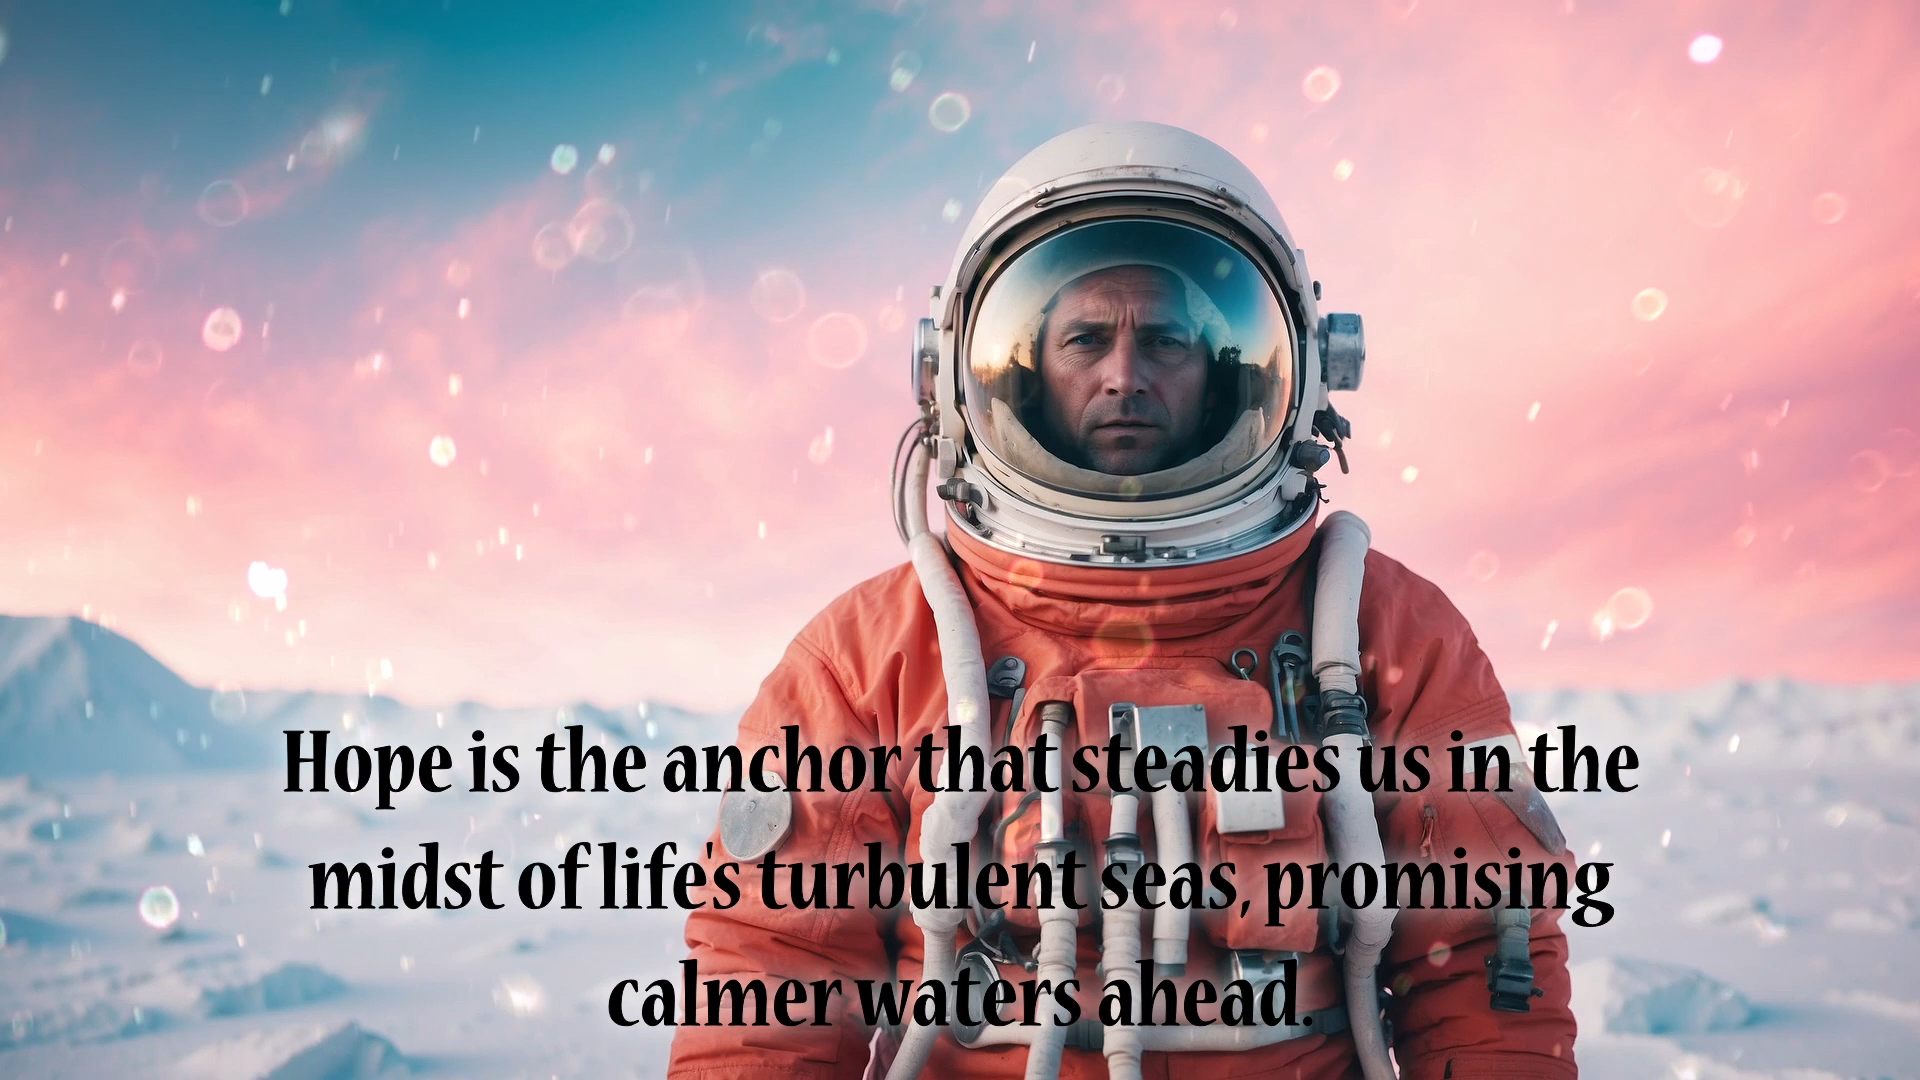 Hope is the anchor that steadies us in the
midst of life's turbulent seas, promising
calmer waters ahead.